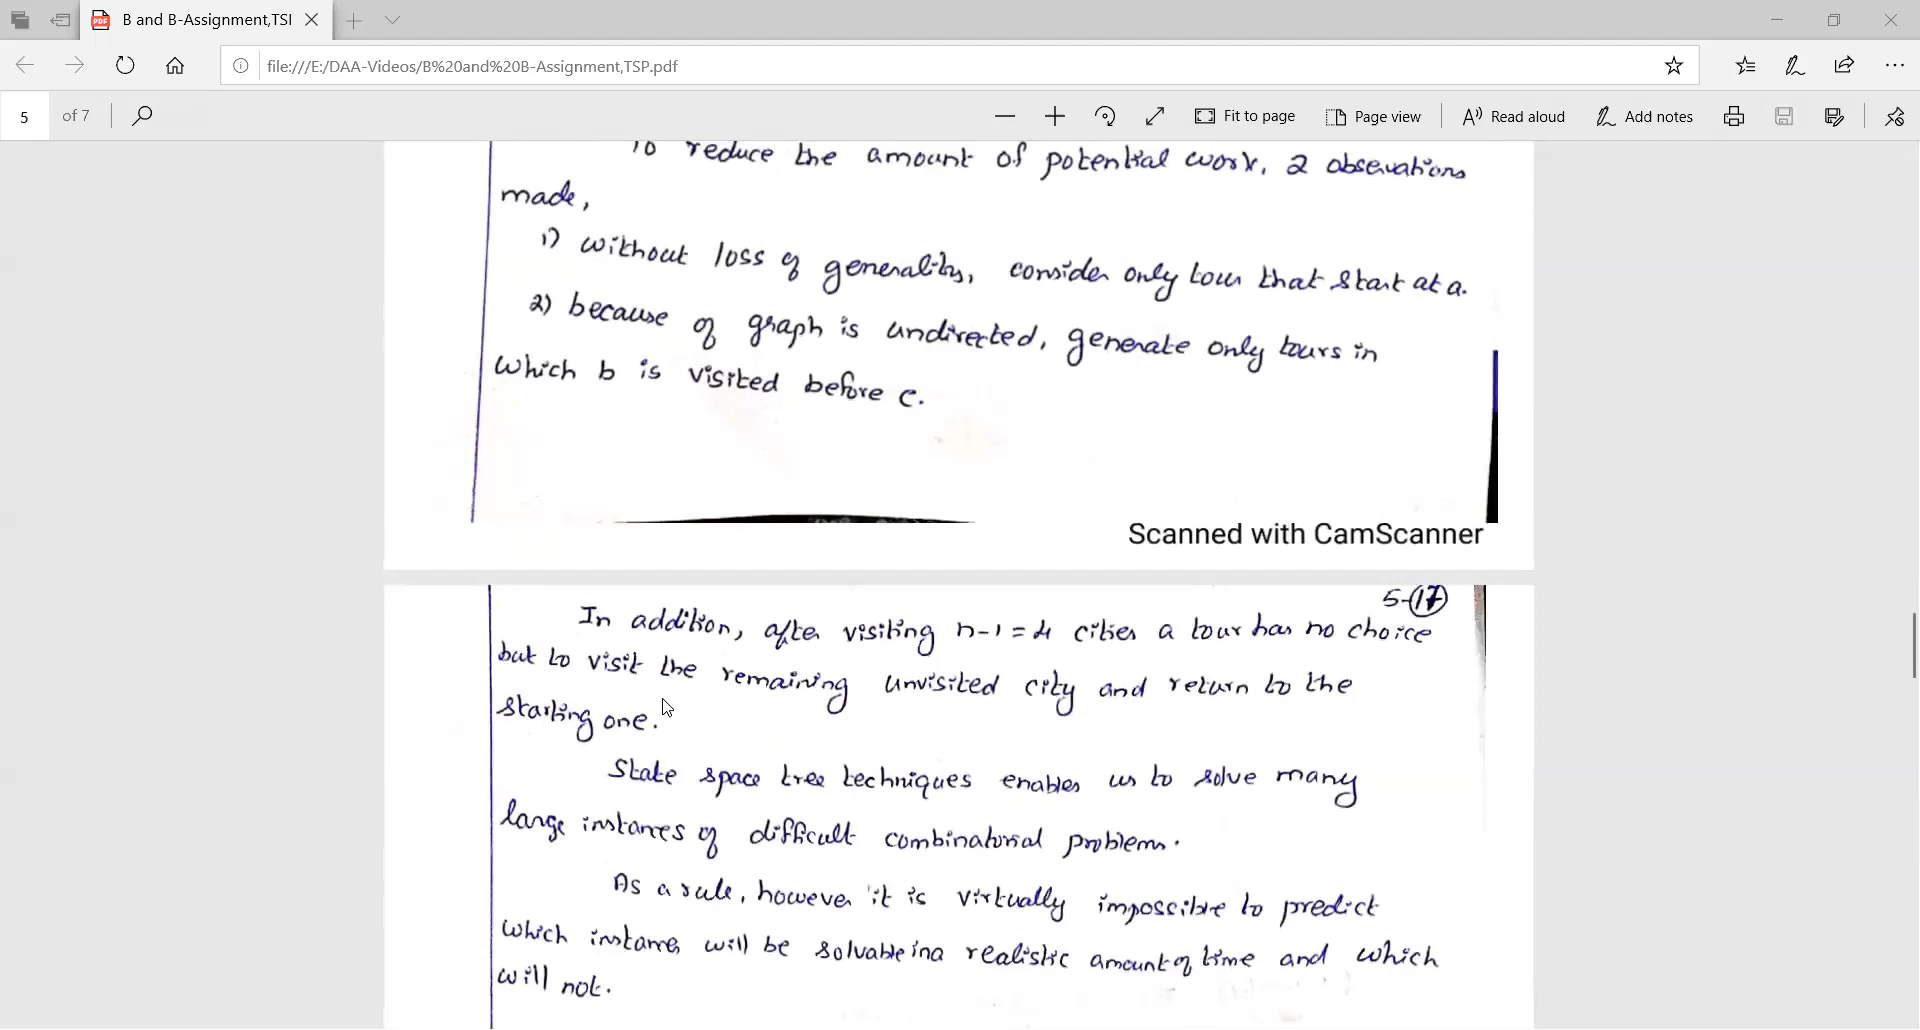 B and B-Assignment,TSI
file:///E:/DAA-Videos/B%20and%20B-Assignment,TSP.pdf
5 of 7 Fit to page Page view Read aloud Add notes
To reduce the amount of potential work, 2 observations
made,
1) without loss of generality, consider only tour that start at a.
2) because of graph is undirected, generate only tours in
which b is visited before c.
Scanned with CamScanner
5-17
In addition, after visiting n-1=4 cities a tour has no choice
but to visit the remaining unvisited city and return to the
starting one.
State space tree techniques enables us to solve many
large instances of difficult combinatorial problems.
As a rule, however it is virtually impossible to predict
which instances will be solvable in a realistic amount of time and which
will not.